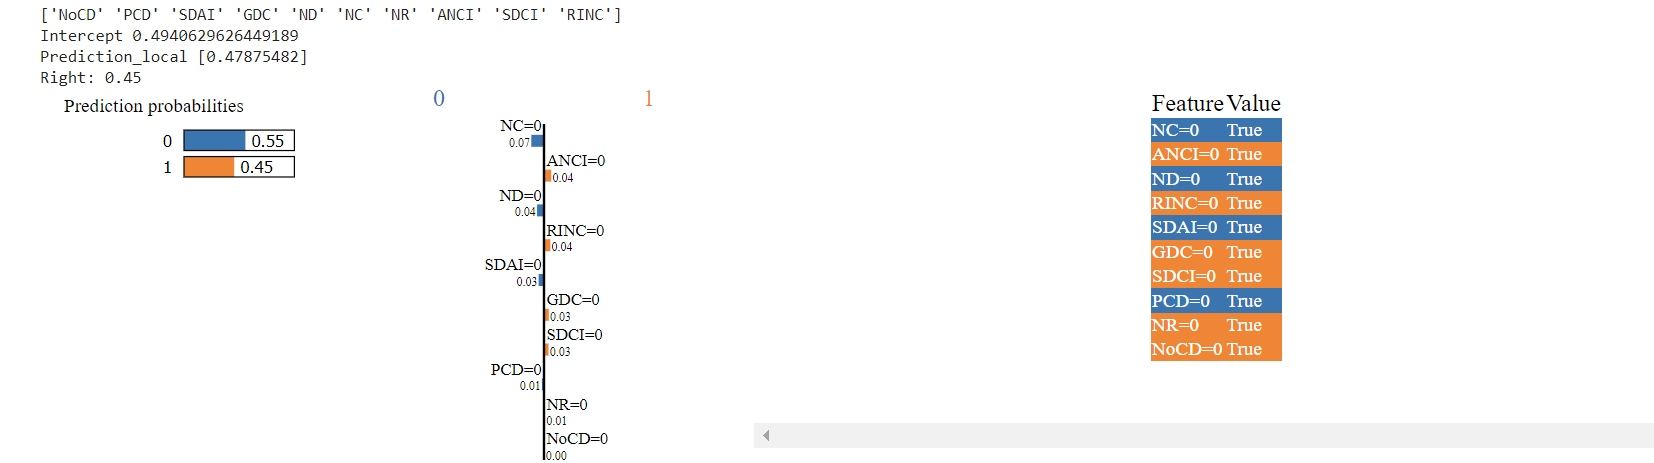 ['NoCD' 'PCD' 'SDAI' 'GDC' 'ND' 'NC' 'NR' 'ANCI' 'SDCI' 'RINC']
Intercept 0.4940629626449189
Prediction_local [0.47875482]
Right: 0.45
Prediction probabilities
0 0.55
1 0.45
0 1
NC=0
0.07
ANCI=0
0.04
ND=0
0.04
RINC=0
0.04
SDAI=0
0.03
GDC=0
0.03
SDCI=0
0.03
PCD=0
0.01
NR=0
0.01
NoCD=0
0.00
Feature Value
NC=0 True
ANCI=0 True
ND=0 True
RINC=0 True
SDAI=0 True
GDC=0 True
SDCI=0 True
PCD=0 True
NR=0 True
NoCD=0 True